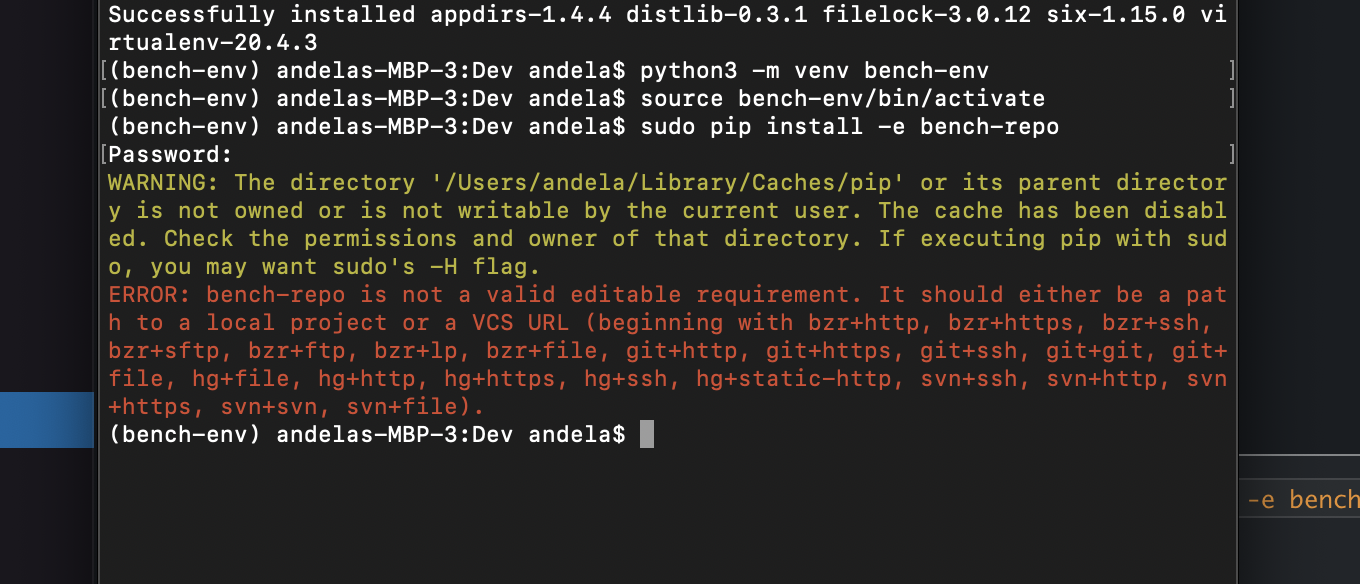 Successfully installed appdirs-1.4.4 distlib-0.3.1 filelock-3.0.12 six-1.15.0 vi
rtualenv-20.4.3
[(bench-env) andelas-MBP-3:Dev andela$ python3 -m venv bench-env ]
[(bench-env) andelas-MBP-3:Dev andela$ source bench-env/bin/activate ]
(bench-env) andelas-MBP-3:Dev andela$ sudo pip install -e bench-repo
[Password: ]
WARNING: The directory '/Users/andela/Library/Caches/pip' or its parent director
y is not owned or is not writable by the current user. The cache has been disabl
ed. Check the permissions and owner of that directory. If executing pip with sud
o, you may want sudo's -H flag.
ERROR: bench-repo is not a valid editable requirement. It should either be a pat
h to a local project or a VCS URL (beginning with bzr+http, bzr+https, bzr+ssh,
bzr+sftp, bzr+ftp, bzr+lp, bzr+file, git+http, git+https, git+ssh, git+git, git+
file, hg+file, hg+http, hg+https, hg+ssh, hg+static-http, svn+ssh, svn+http, svn
+https, svn+svn, svn+file).
(bench-env) andelas-MBP-3:Dev andela$
-e bench